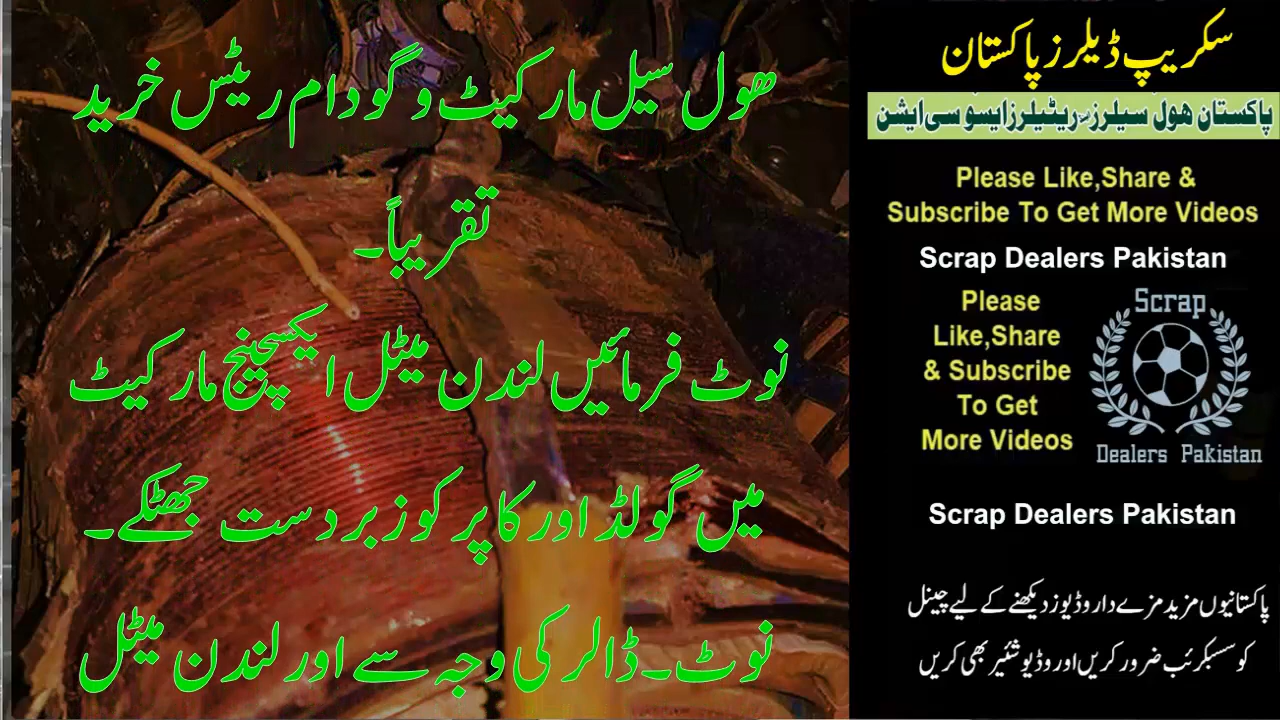 ھول سیل مارکیٹ و گودام ریٹس خرید
تقریباً۔
نوٹ فرمائیں لندن میٹل ایکسچینج مارکیٹ
میں گولڈ اور کاپر کو زبردست جھٹکے۔
نوٹ۔ ڈالر کی وجہ سے اور لندن میٹل
سکریپ ڈیلرز پاکستان
پاکستان ھول سیلرز ریٹیلرز ایسوسی ایشن
Please Like,Share &
Subscribe To Get More Videos
Scrap Dealers Pakistan
Please
Like,Share
& Subscribe
To Get
More Videos
Scrap
Dealers Pakistan
Scrap Dealers Pakistan
پاکستانیوں مزید مزے دار وڈیوز دیکھنے کے لیے چینل
کو سسبکرئب ضرور کریں اور وڈیو شئیر بھی کریں